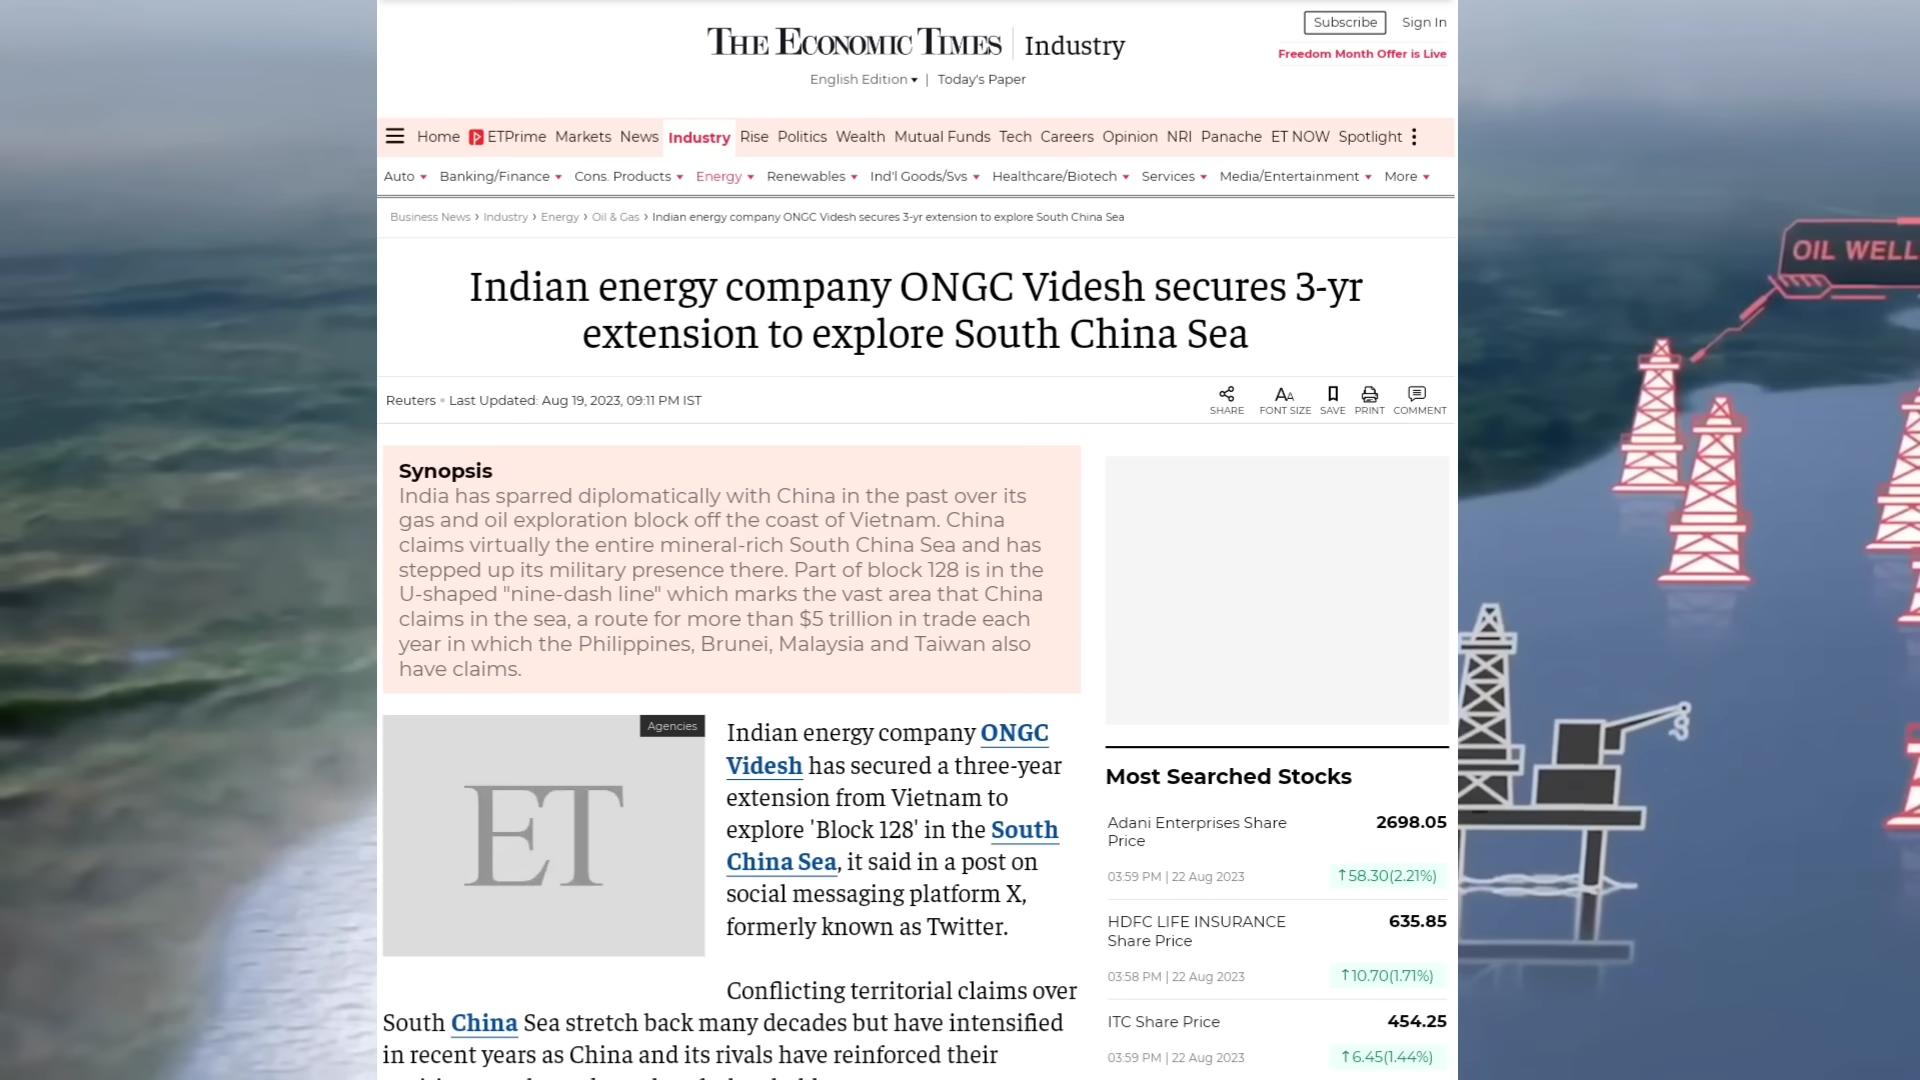 Subscribe Sign In
THE ECONOMIC TIMES | Industry
Freedom Month Offer is Live
English Edition | Today's Paper
Home ETPrime Markets News Industry Rise Politics Wealth Mutual Funds Tech Careers Opinion NRI Panache ET NOW Spotlight
Auto Banking/Finance Cons. Products Energy Renewables Ind'l Goods/Svs Healthcare/Biotech Services Media/Entertainment More
Business News › Industry › Energy › Oil & Gas › Indian energy company ONGC Videsh secures 3-yr extension to explore South China Sea
Indian energy company ONGC Videsh secures 3-yr
extension to explore South China Sea
Reuters • Last Updated: Aug 19, 2023, 09:11 PM IST
SHARE FONT SIZE SAVE PRINT COMMENT
Synopsis
India has sparred diplomatically with China in the past over its
gas and oil exploration block off the coast of Vietnam. China
claims virtually the entire mineral-rich South China Sea and has
stepped up its military presence there. Part of block 128 is in the
U-shaped "nine-dash line" which marks the vast area that China
claims in the sea, a route for more than $5 trillion in trade each
year in which the Philippines, Brunei, Malaysia and Taiwan also
have claims.
Agencies
ET
Indian energy company ONGC
Videsh has secured a three-year
extension from Vietnam to
explore 'Block 128' in the South
China Sea, it said in a post on
social messaging platform X,
formerly known as Twitter.
Conflicting territorial claims over
South China Sea stretch back many decades but have intensified
in recent years as China and its rivals have reinforced their
Most Searched Stocks
Adani Enterprises Share 2698.05
Price
03:59 PM | 22 Aug 2023 ↑58.30(2.21%)
HDFC LIFE INSURANCE 635.85
Share Price
03:58 PM | 22 Aug 2023 ↑10.70(1.71%)
ITC Share Price 454.25
03:59 PM | 22 Aug 2023 ↑6.45(1.44%)
OIL WELL